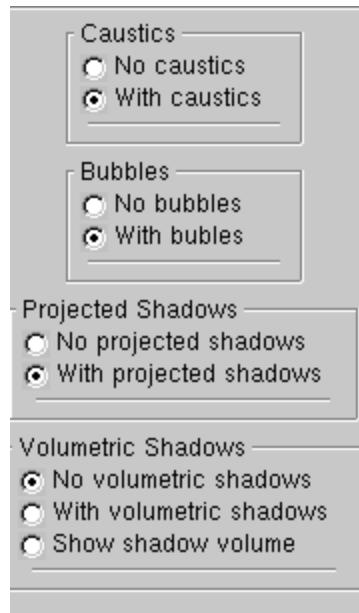 Caustics
No caustics
With caustics
Bubbles
No bubbles
With bubles
Projected Shadows
No projected shadows
With projected shadows
Volumetric Shadows
No volumetric shadows
With volumetric shadows
Show shadow volume